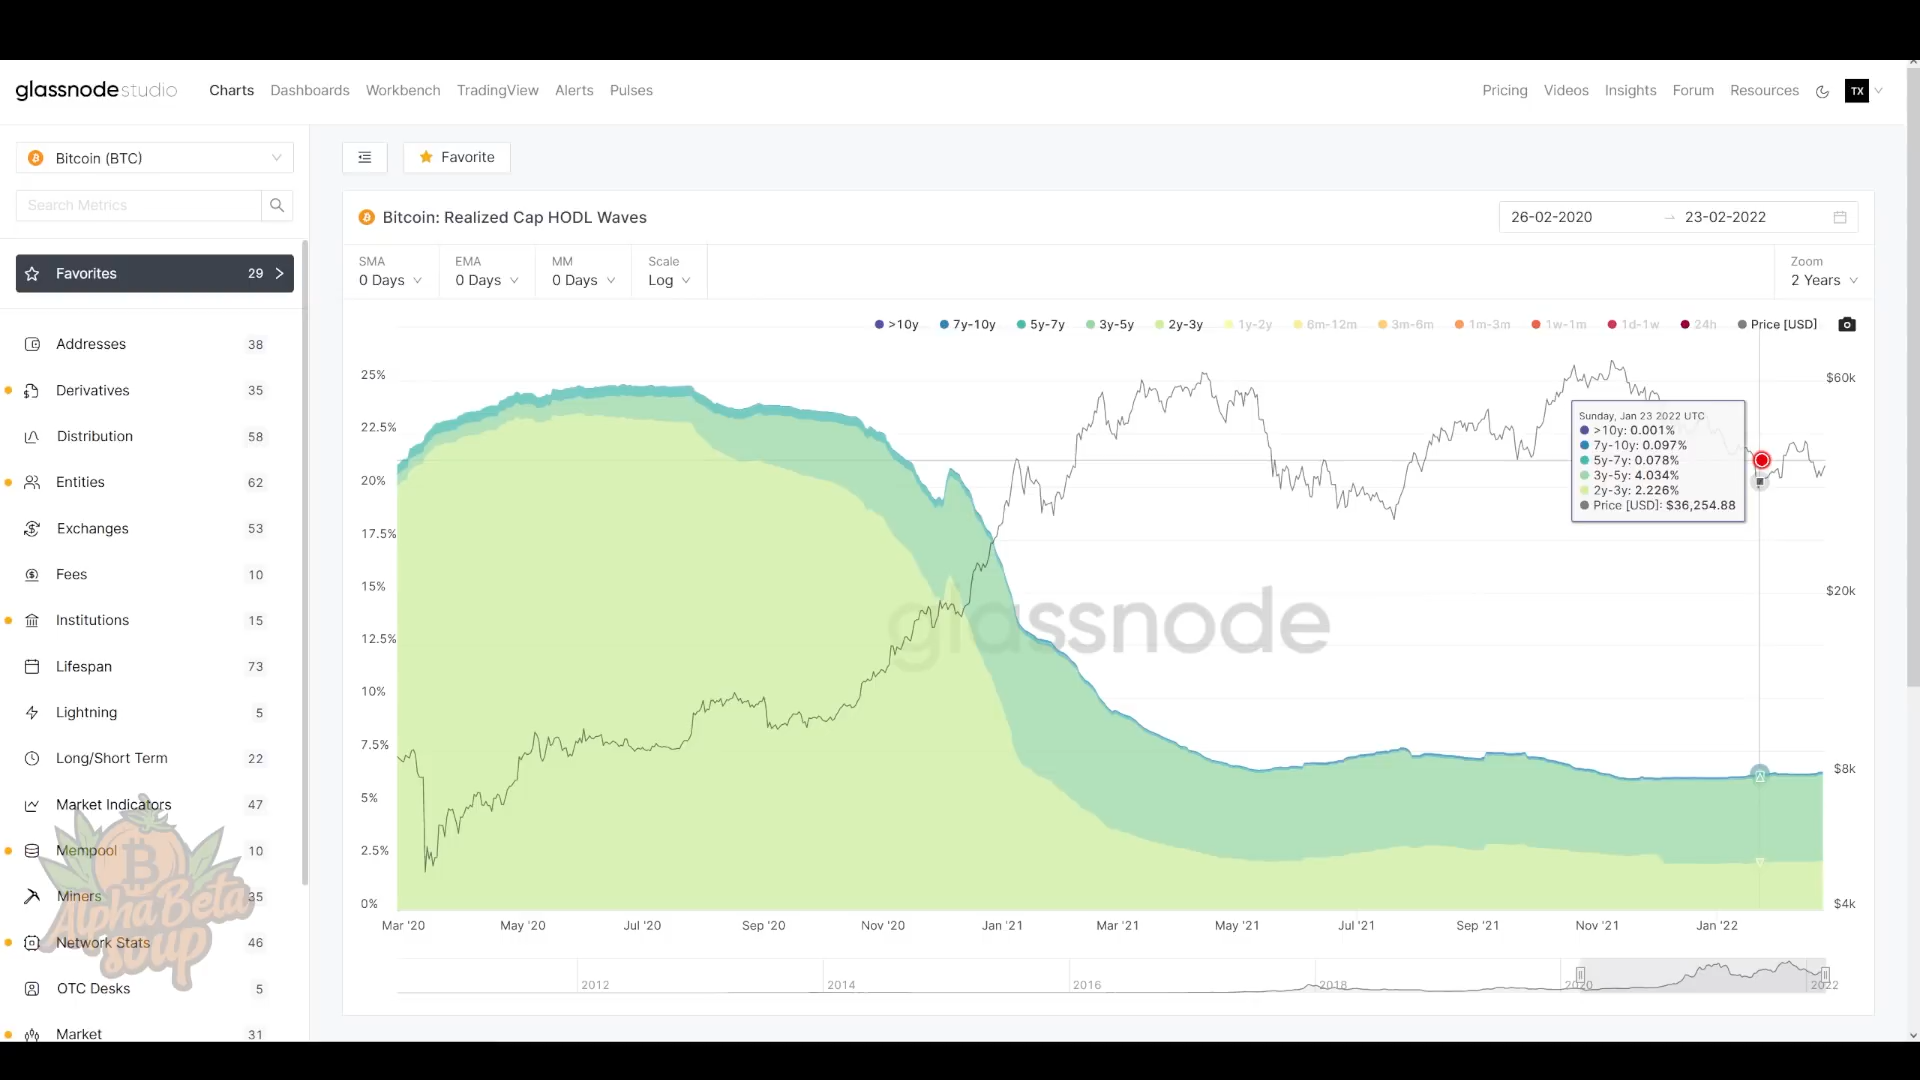 glassnodestudio Charts Dashboards Workbench TradingView Alerts Pulses Pricing Videos Insights Forum Resources TX
Bitcoin (BTC)
Search Metrics
Favorites 29
Addresses 38
Derivatives 35
Distribution 58
Entities 62
Exchanges 53
Fees 10
Institutions 15
Lifespan 73
Lightning 5
Long/Short Term 22
Market Indicators 47
Mempool 10
Miners 35
Network Stats 46
OTC Desks 5
Market 31
AlphaBeta
soup
Favorite
Bitcoin: Realized Cap HODL Waves 26-02-2020 → 23-02-2022
SMA EMA MM Scale Zoom
0 Days 0 Days 0 Days Log 2 Years
>10y 7y-10y 5y-7y 3y-5y 2y-3y 1y-2y 6m-12m 3m-6m 1m-3m 1w-1m 1d-1w 24h Price [USD]
25%
22.5%
20%
17.5%
15%
12.5%
10%
7.5%
5%
2.5%
0%
$60k
$20k
$8k
$4k
Sunday, Jan 23 2022 UTC
>10y: 0.001%
7y-10y: 0.097%
5y-7y: 0.078%
3y-5y: 4.034%
2y-3y: 2.226%
Price [USD]: $36,254.88
glassnode
Mar '20 May '20 Jul '20 Sep '20 Nov '20 Jan '21 Mar '21 May '21 Jul '21 Sep '21 Nov '21 Jan '22
2012 2014 2016 2018 2020 2022